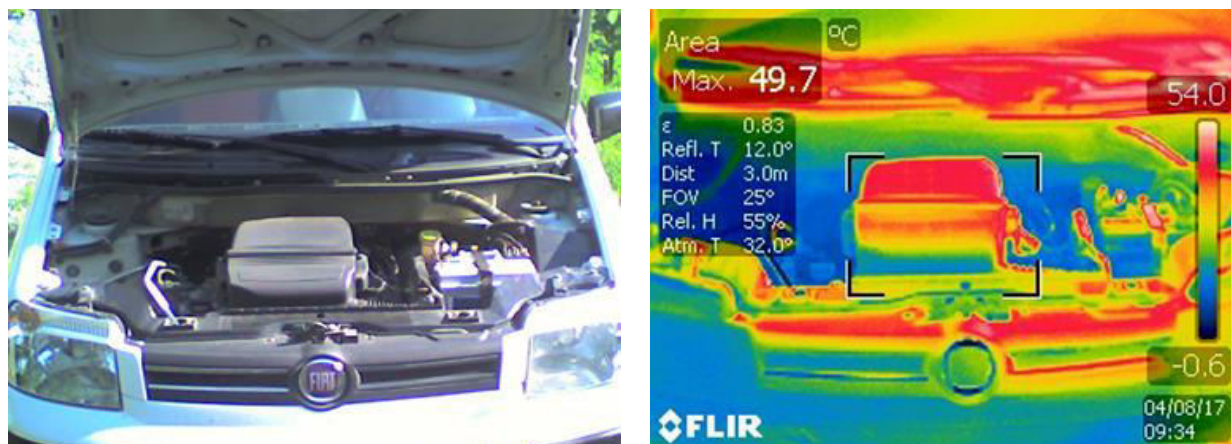 FIAT
Area
Max. 49.7
°C
54.0
ε 0.83
Refl. T 12.0°
Dist 3.0m
FOV 25°
Rel. H 55%
Atm. T 32.0°
-0.6
04/08/17
09:34
FLIR